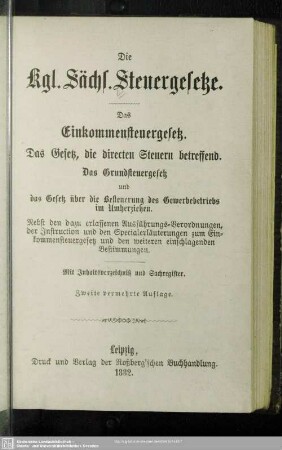 Die
Kgl. Sächs. Steuergesetze.
Das
Einkommensteuergesetz.
Das Gesetz, die directen Steuern betreffend.
Das Grundsteuergesetz
und
das Gesetz über die Besteuerung des Gewerbebetriebs
im Umherziehen.
Nebst den dazu erlassenen Ausführungs-Verordnungen,
der Instruction und den Specialerläuterungen zum Ein-
kommensteuergesetz und den weiteren einschlagenden
Bestimmungen.
Mit Inhaltsverzeichniß und Sachregister.
Zweite vermehrte Auflage.
Leipzig,
Druck und Verlag der Roßberg'schen Buchhandlung.
1882.